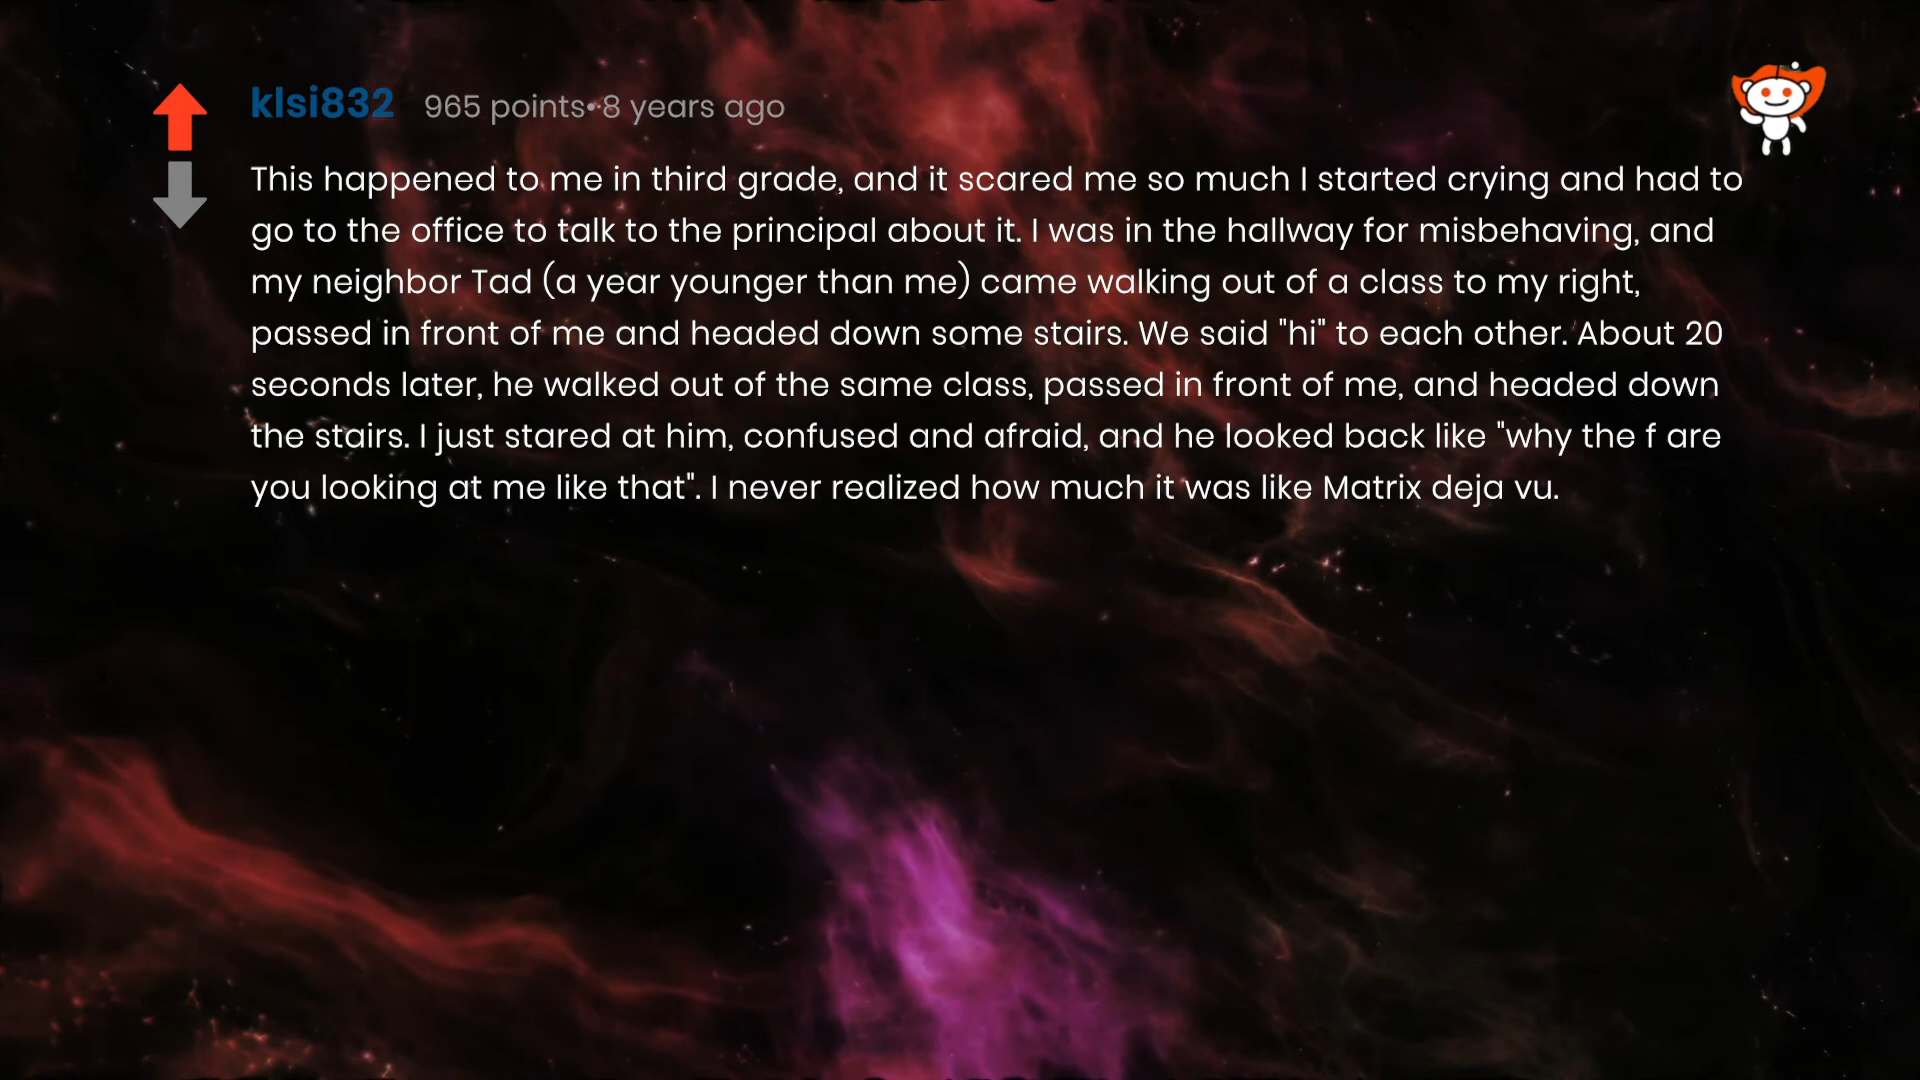 klsi832 965 points • 8 years ago
This happened to me in third grade, and it scared me so much I started crying and had to
go to the office to talk to the principal about it. I was in the hallway for misbehaving, and
my neighbor Tad (a year younger than me) came walking out of a class to my right,
passed in front of me and headed down some stairs. We said "hi" to each other. About 20
seconds later, he walked out of the same class, passed in front of me, and headed down
the stairs. I just stared at him, confused and afraid, and he looked back like "why the f are
you looking at me like that". I never realized how much it was like Matrix deja vu.